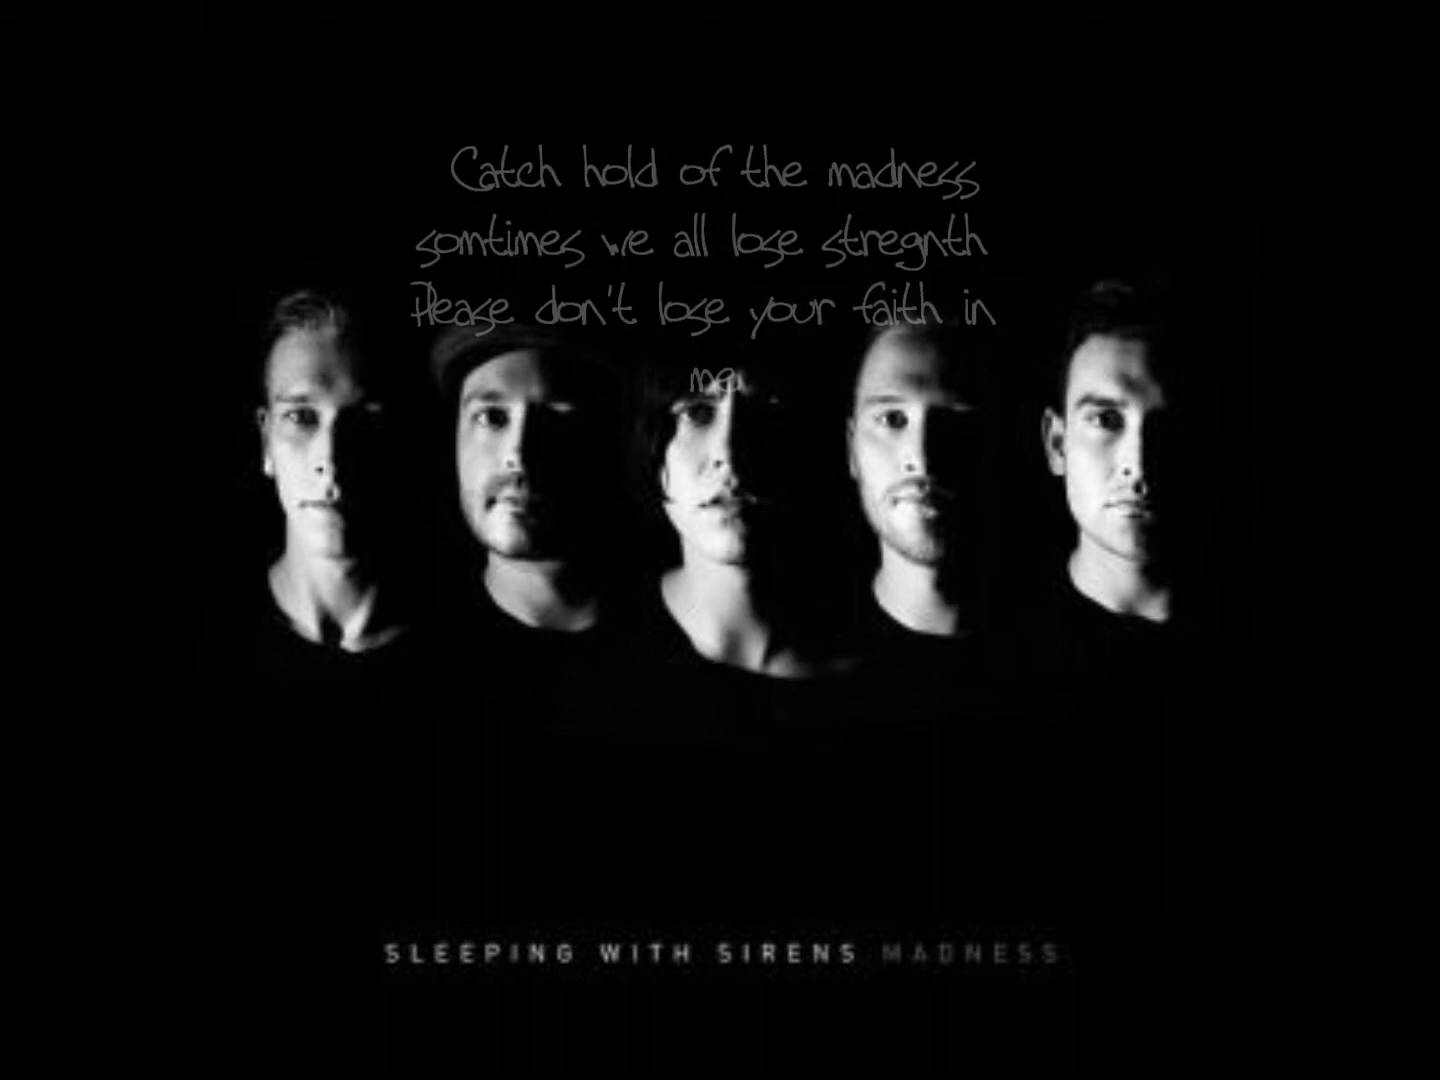 Catch hold of the madness
somtimes we all lose stregnth
Please don't lose your faith in
me
SLEEPING WITH SIRENS MADNESS